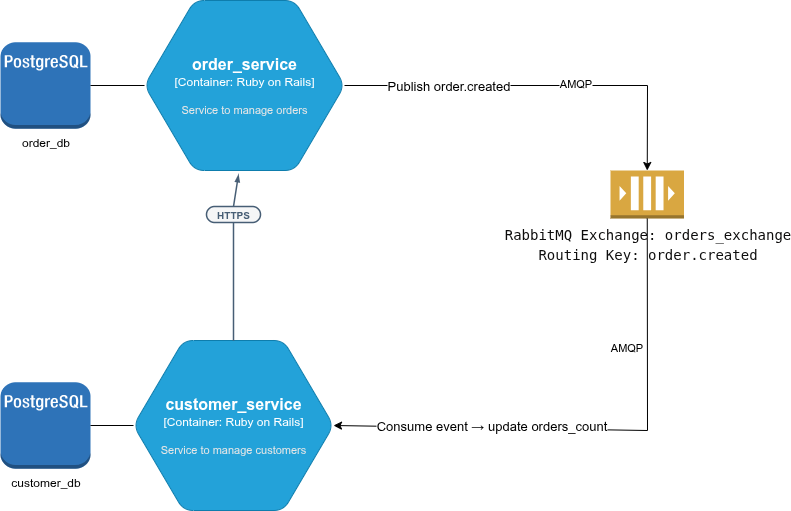 PostgreSQL
order_db
order_service
[Container: Ruby on Rails]
Service to manage orders
Publish order.created
AMQP
HTTPS
RabbitMQ Exchange: orders_exchange
Routing Key: order.created
AMQP
PostgreSQL
customer_db
customer_service
[Container: Ruby on Rails]
Service to manage customers
Consume event → update orders_count